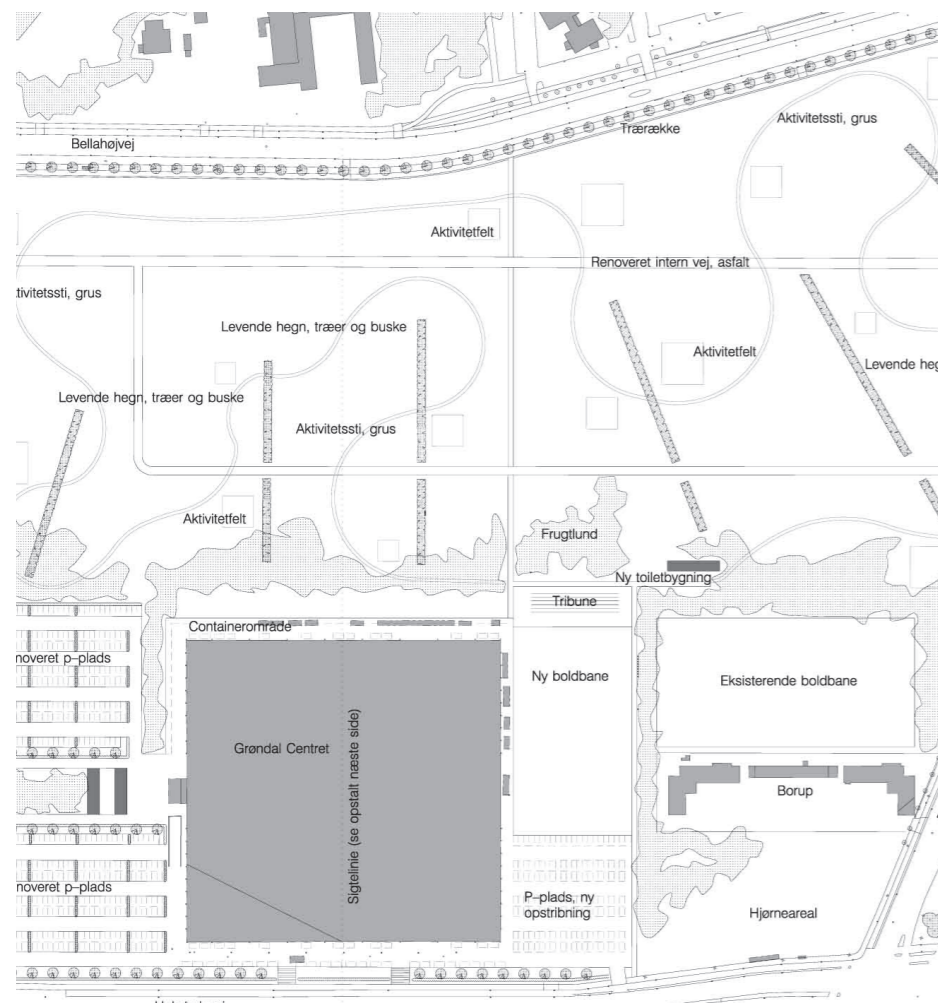 Aktivitetssti, grus
Trærække
Bellahøjvej
Aktivitetfelt
Renoveret intern vej, asfalt
tivitetssti, grus
Levende hegn, træer og buske
Aktivitetfelt
Levende heg
Levende hegn, træer og buske
Aktivitetssti, grus
Aktivitetfelt
Frugtlund
Ny toiletbygning
Tribune
Containerområde
noveret p-plads
Ny boldbane
Eksisterende boldbane
Grøndal Centret
Sigtelinie (se opstalt næste side)
Borup
noveret p-plads
P-plads, ny
opstribning
Hjørneareal